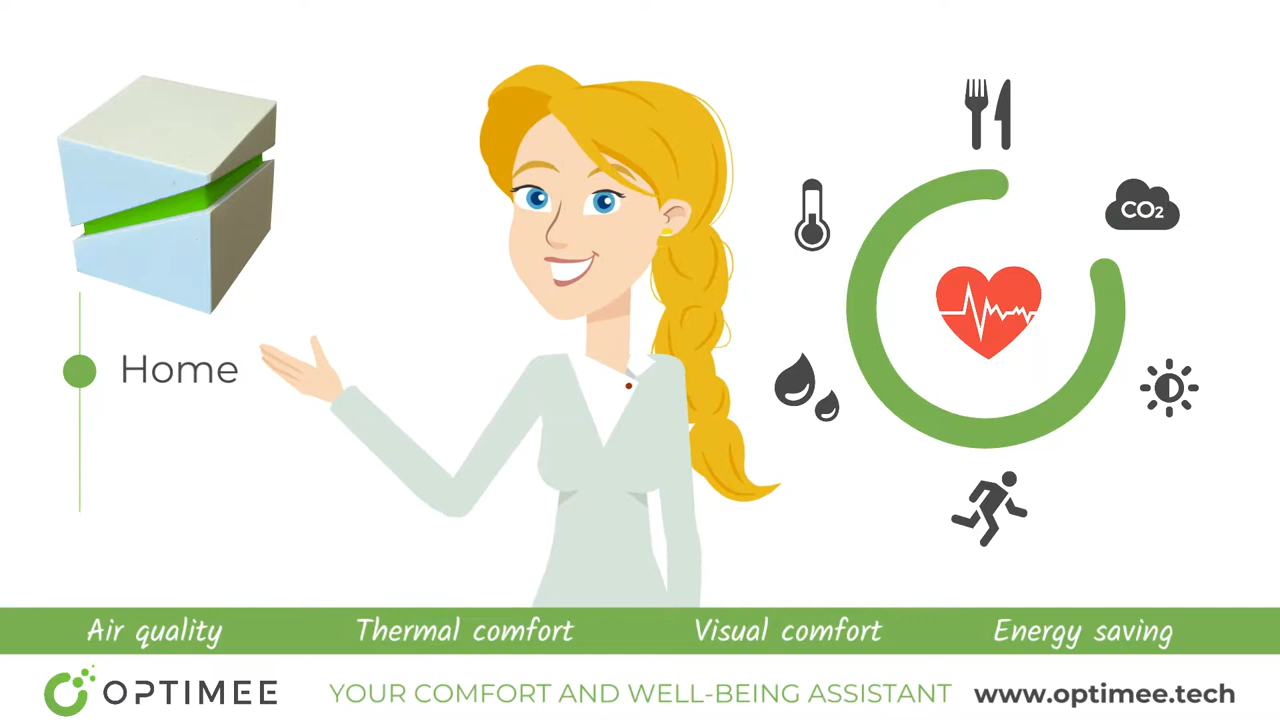 CO2
Home
Air quality Thermal comfort Visual comfort Energy saving
OPTIMEE YOUR COMFORT AND WELL-BEING ASSISTANT www.optimee.tech